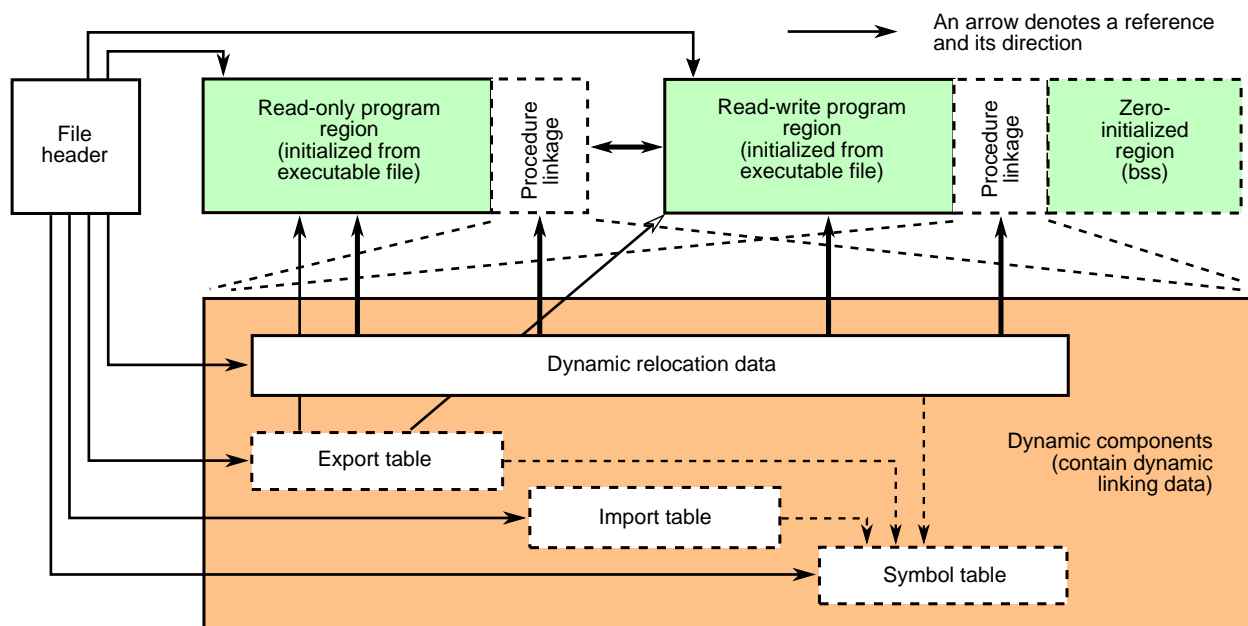 An arrow denotes a reference
and its direction
File
header
Read-only program
region
(initialized from
executable file)
Procedure
linkage
Read-write program
region
(initialized from
executable file)
Procedure
linkage
Zero-
initialized
region
(bss)
Dynamic relocation data
Export table
Dynamic components
(contain dynamic
linking data)
Import table
Symbol table